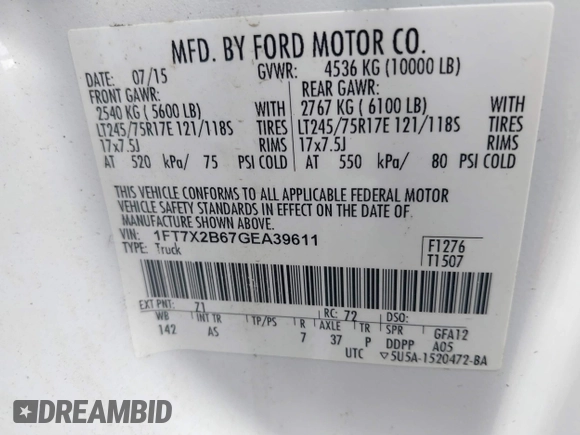 MFD. BY FORD MOTOR CO.
DATE: 07/15 GVWR: 4536 KG (10000 LB)
FRONT GAWR: REAR GAWR:
2540 KG ( 5600 LB) WITH 2767 KG ( 6100 LB) WITH
LT245/75R17E 121/118S TIRES LT245/75R17E 121/118S TIRES
17x7.5J RIMS 17x7.5J RIMS
AT 520 kPa/ 75 PSI COLD AT 550 kPa/ 80 PSI COLD
THIS VEHICLE CONFORMS TO ALL APPLICABLE FEDERAL MOTOR
VEHICLE SAFETY STANDARDS IN EFFECT ON THE DATE OF
MANUFACTURE SHOWN ABOVE.
VIN: 1FT7X2B67GEA39611 F1276
TYPE: Truck T1507
EXT PNT: 71 RC: 72 DSO:
WB INT TR TP/PS R AXLE TR SPR GFA12
142 AS 7 37 P DDPP A05
UTC ▽5U5A-1520472-BA
DREAMBID